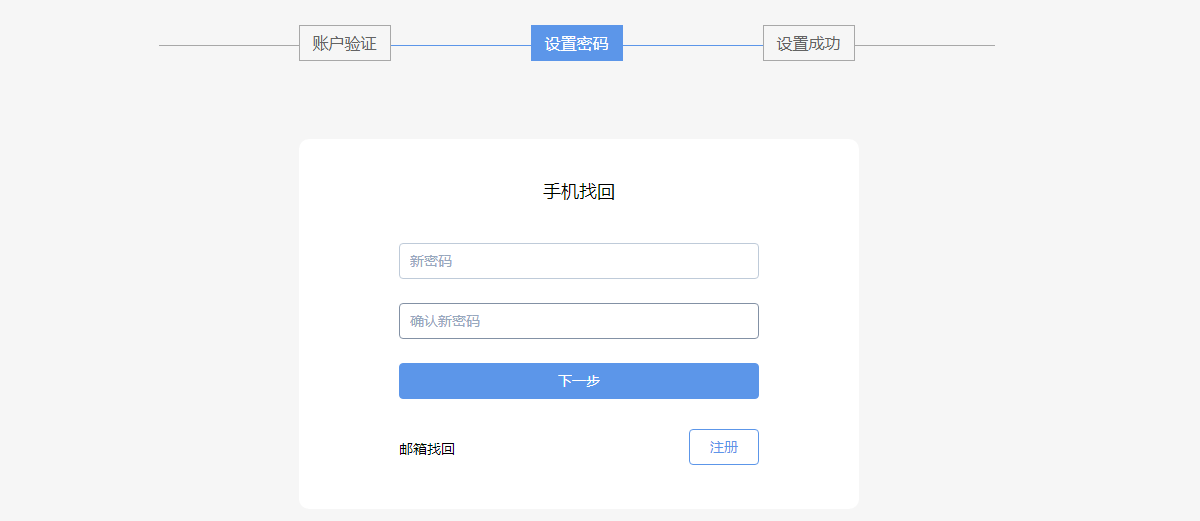 账户验证 设置密码 设置成功
手机找回
新密码
确认新密码
下一步
邮箱找回 注册